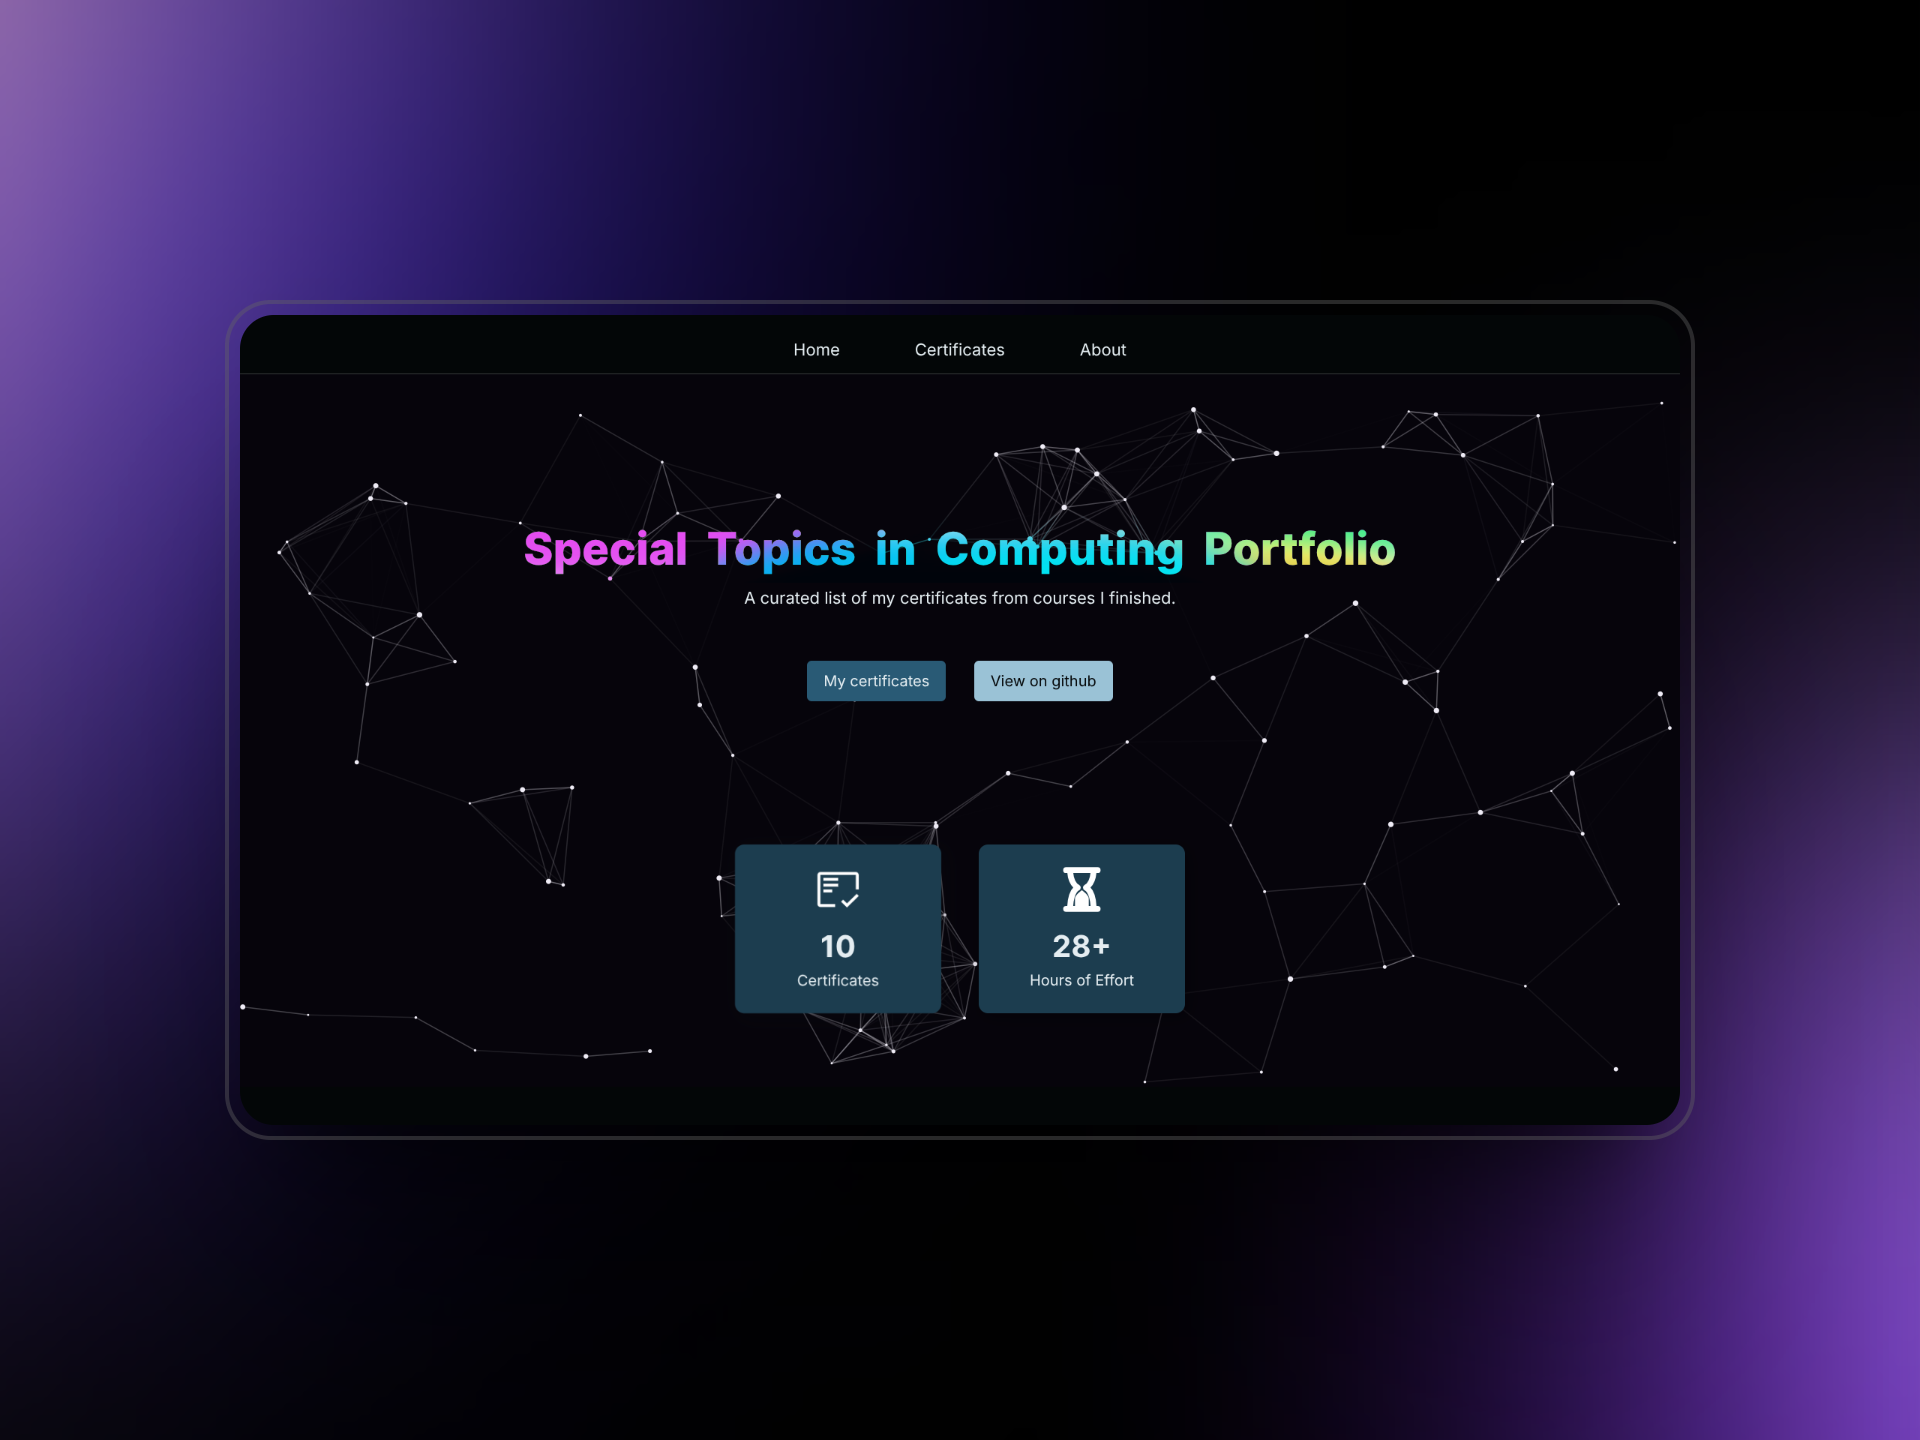 Home Certificates About
Special Topics in Computing Portfolio
A curated list of my certificates from courses I finished.
My certificates View on github
10 28+
Certificates Hours of Effort